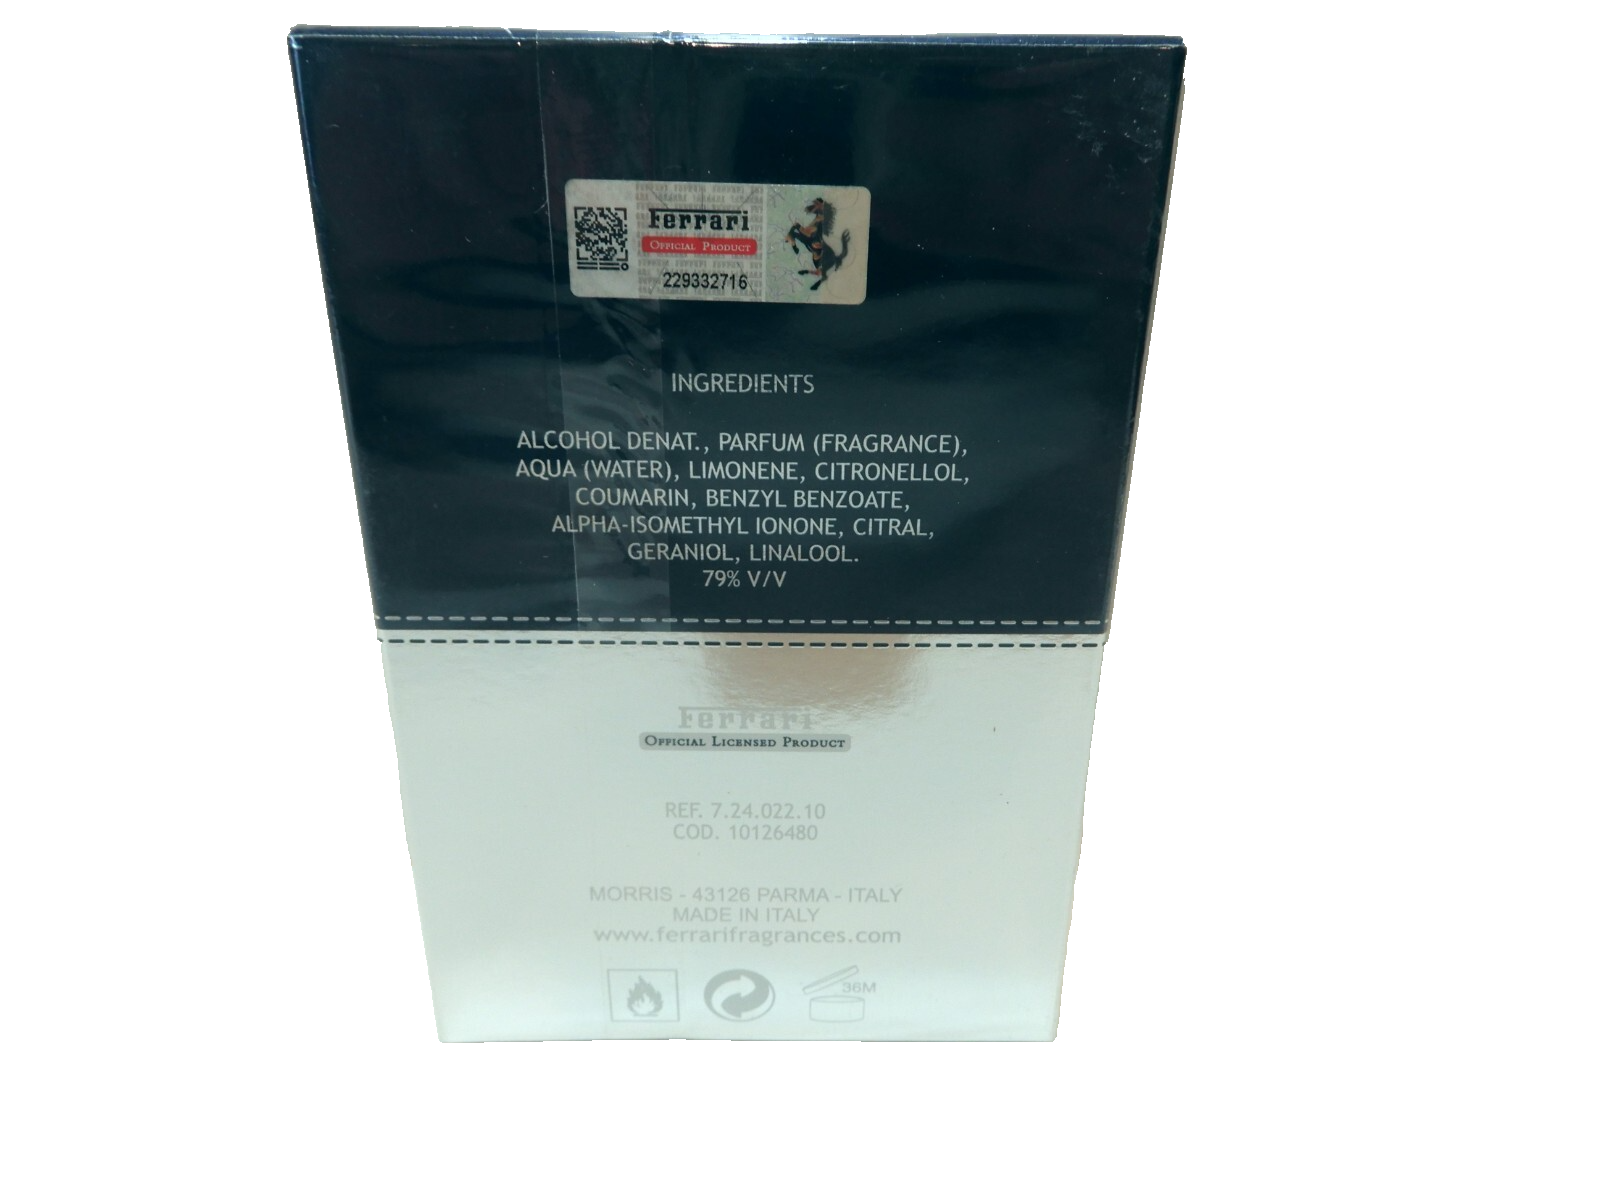 Ferrari
OFFICIAL PRODUCT
229332716
INGREDIENTS
ALCOHOL DENAT., PARFUM (FRAGRANCE),
AQUA (WATER), LIMONENE, CITRONELLOL,
COUMARIN, BENZYL BENZOATE,
ALPHA-ISOMETHYL IONONE, CITRAL,
GERANIOL, LINALOOL.
79% V/V
Ferrari
OFFICIAL LICENSED PRODUCT
REF. 7.24.022.10
COD. 10126480
MORRIS - 43126 PARMA - ITALY
MADE IN ITALY
www.ferrarifragrances.com
36M